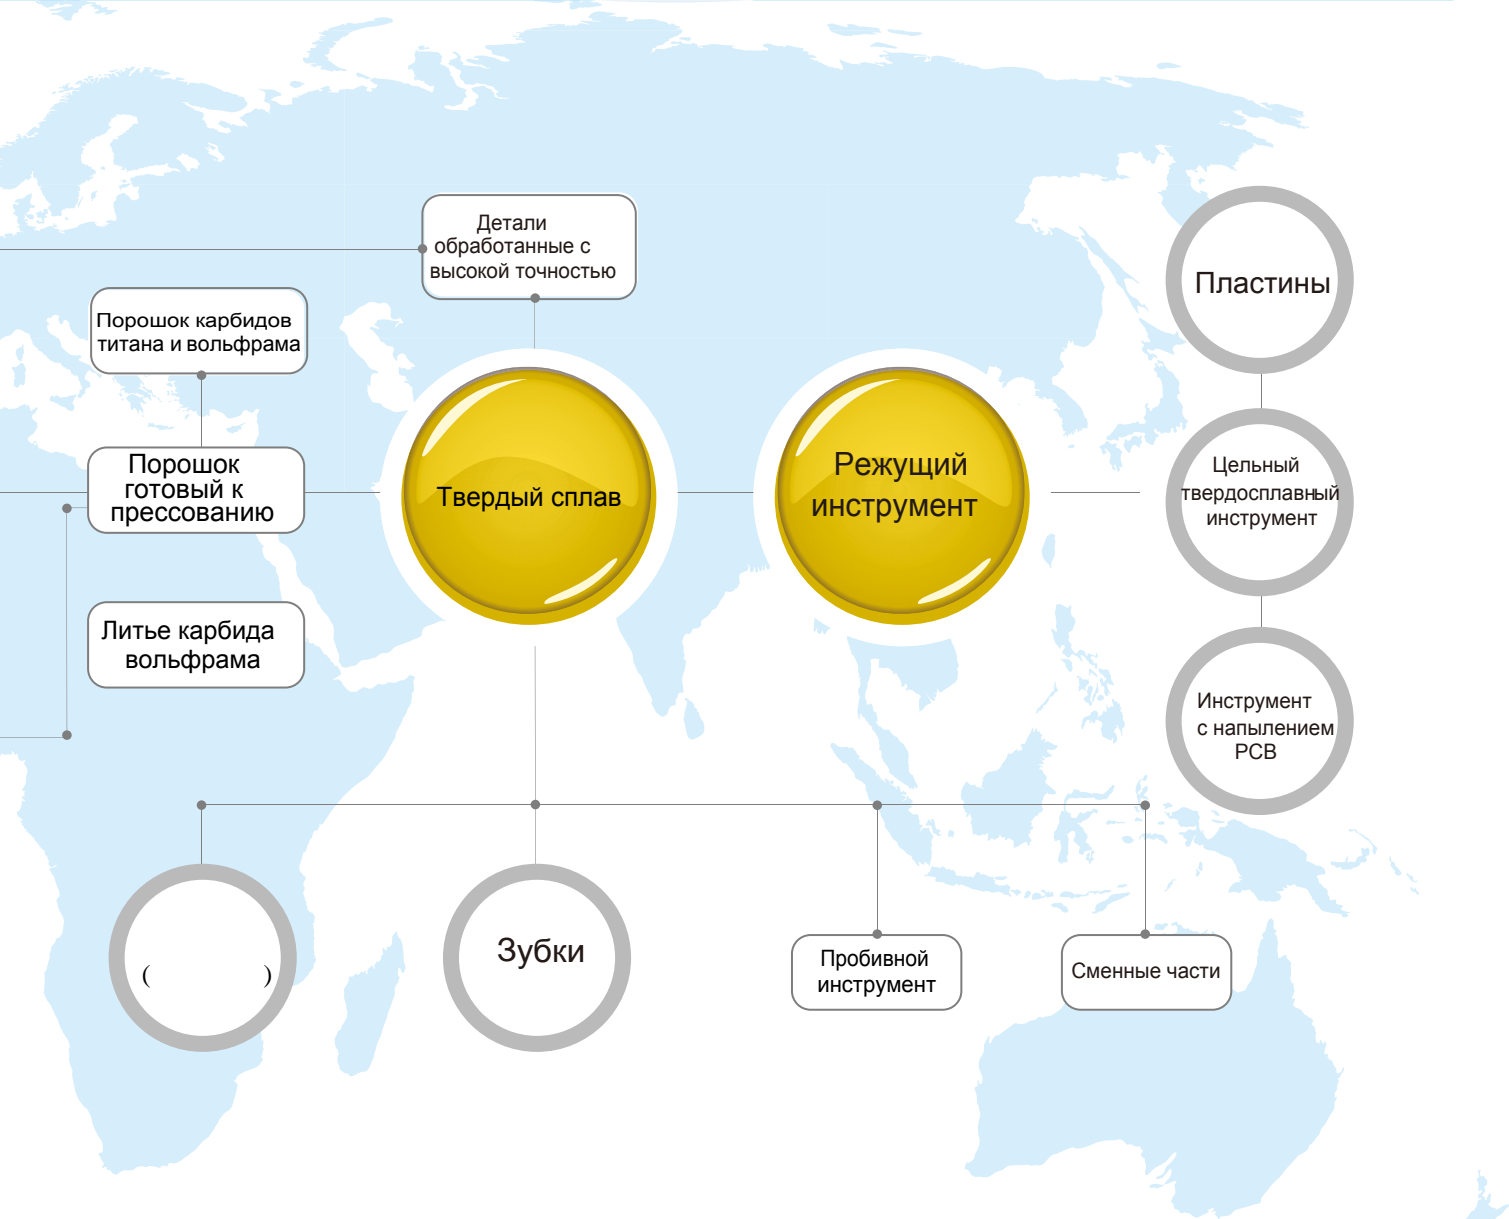 Детали
обработанные с
высокой точностью
Пластины
Порошок карбидов
титана и вольфрама
Порошок
готовый к
прессованию
Твердый сплав
Режущий
инструмент
Цельный
твердосплавный
инструмент
Литье карбида
вольфрама
Инструмент
с напылением
PCB
( )
Зубки
Пробивной
инструмент
Сменные части